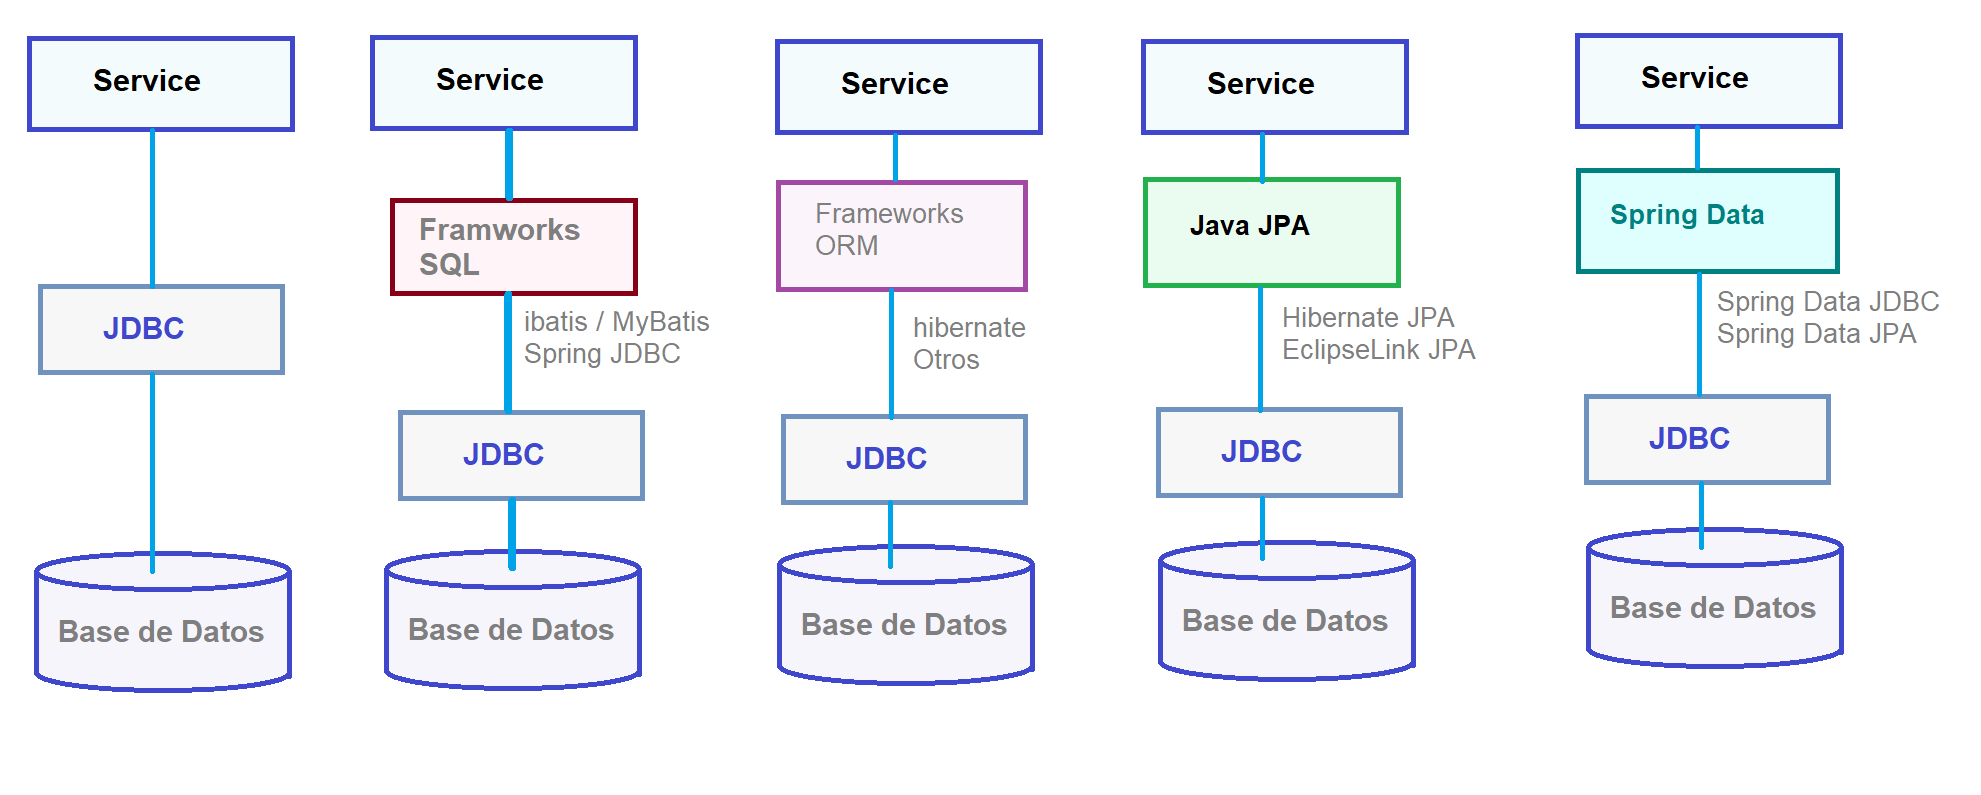 Service
JDBC
Base de Datos
Service
Framworks
SQL
ibatis / MyBatis
Spring JDBC
JDBC
Base de Datos
Service
Frameworks
ORM
hibernate
Otros
JDBC
Base de Datos
Service
Java JPA
Hibernate JPA
EclipseLink JPA
JDBC
Base de Datos
Service
Spring Data
Spring Data JDBC
Spring Data JPA
JDBC
Base de Datos